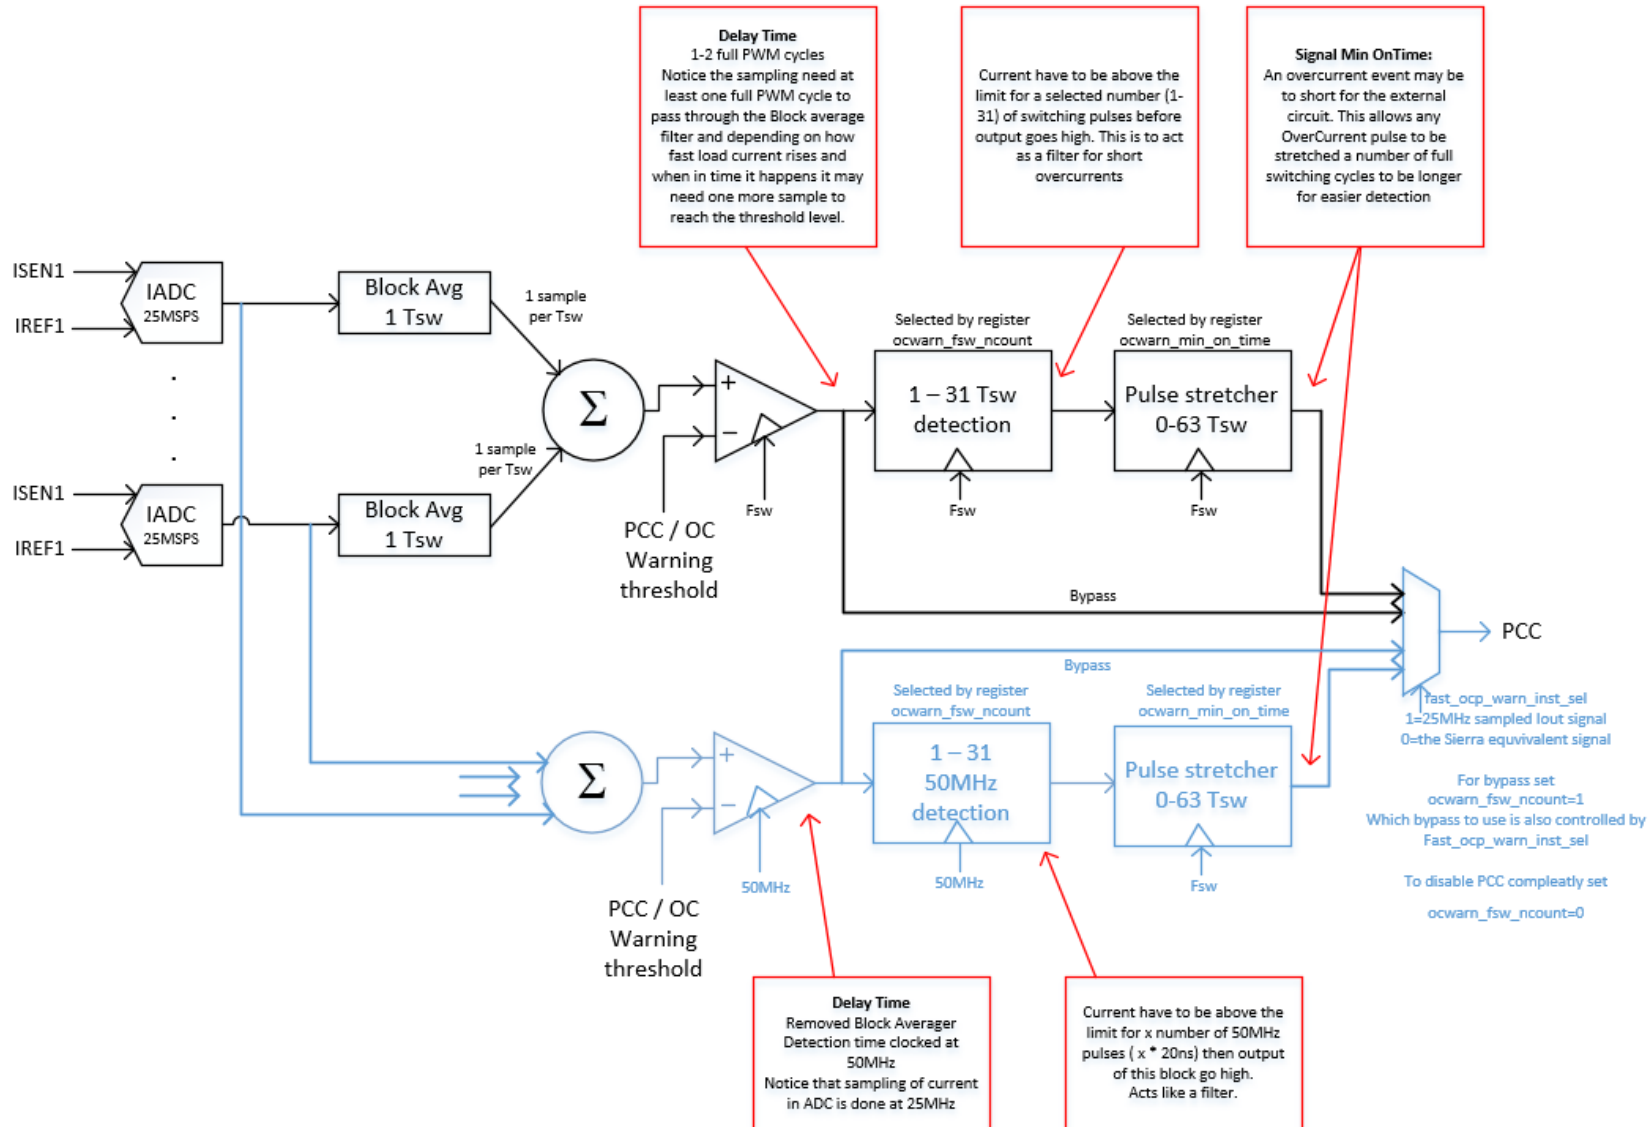 Delay Time
1-2 full PWM cycles
Notice the sampling need at
least one full PWM cycle to
pass through the Block average
filter and depending on how
fast load current rises and
when in time it happens it may
need one more sample to
reach the threshold level.
Current have to be above the
limit for a selected number (1-
31) of switching pulses before
output goes high. This is to act
as a filter for short
overcurrents
Signal Min OnTime:
An overcurrent event may be
to short for the external
circuit. This allows any
OverCurrent pulse to be
stretched a number of full
switching cycles to be longer
for easier detection
ISEN1
IREF1
IADC
25MSPS
Block Avg
1 Tsw
1 sample
per Tsw
.
.
.
ISEN1
IREF1
IADC
25MSPS
Block Avg
1 Tsw
1 sample
per Tsw
Σ
+
−
Fsw
PCC / OC
Warning
threshold
Selected by register
ocwarn_fsw_ncount
1 – 31 Tsw
detection
Fsw
Selected by register
ocwarn_min_on_time
Pulse stretcher
0-63 Tsw
Fsw
Bypass
PCC
Bypass
Σ
+
−
50MHz
PCC / OC
Warning
threshold
Selected by register
ocwarn_fsw_ncount
1 – 31
50MHz
detection
50MHz
Selected by register
ocwarn_min_on_time
Pulse stretcher
0-63 Tsw
Fsw
fast_ocp_warn_inst_sel
1=25MHz sampled Iout signal
0=the Sierra equvivalent signal
For bypass set
ocwarn_fsw_ncount=1
Which bypass to use is also controlled by
Fast_ocp_warn_inst_sel
To disable PCC compleatly set
ocwarn_fsw_ncount=0
Delay Time
Removed Block Averager
Detection time clocked at
50MHz
Notice that sampling of current
in ADC is done at 25MHz
Current have to be above the
limit for x number of 50MHz
pulses ( x * 20ns) then output
of this block go high.
Acts like a filter.